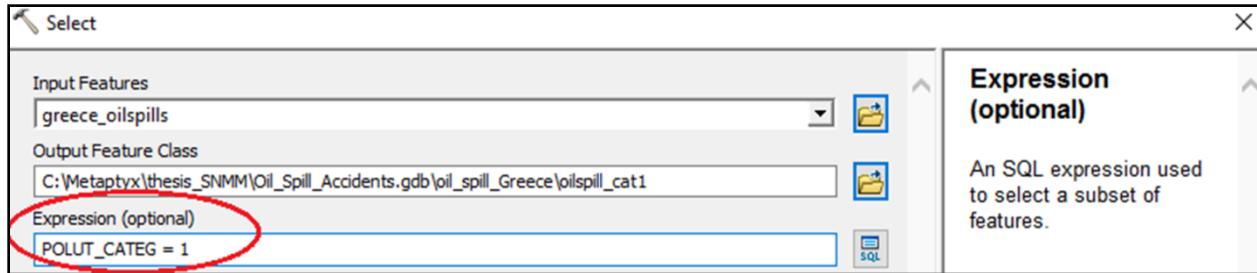 Select
Input Features
greece_oilspills
Output Feature Class
C:\Metaptyx\thesis_SNMM\Oil_Spill_Accidents.gdb\oil_spill_Greece\oilspill_cat1
Expression (optional)
POLUT_CATEG = 1
SQL
Expression
(optional)
An SQL expression used
to select a subset of
features.